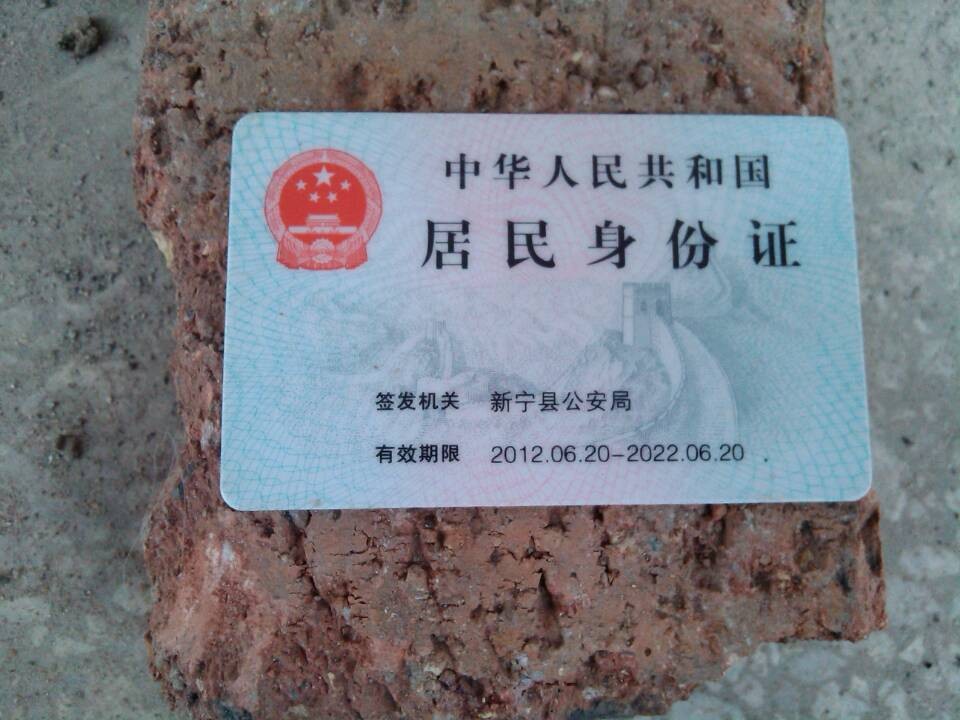 中华人民共和国
居民身份证
签发机关 新宁县公安局
有效期限 2012.06.20-2022.06.20